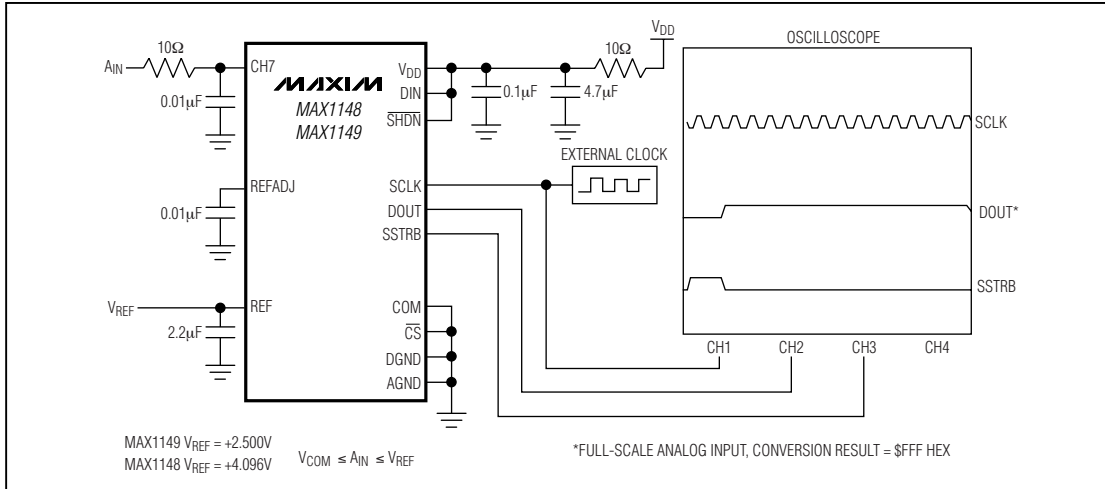 OSCILLOSCOPE
VDD
10Ω
10Ω
AIN
CH7
MAXIM
MAX1148
MAX1149
VDD
DIN
SHDN
0.01µF
0.1µF
4.7µF
EXTERNAL CLOCK
SCLK
REFADJ
SCLK
DOUT
SSTRB
0.01µF
DOUT*
SSTRB
VREF
REF
COM
CS
DGND
AGND
2.2µF
CH1 CH2 CH3 CH4
MAX1149 VREF = +2.500V
MAX1148 VREF = +4.096V
VCOM ≤ AIN ≤ VREF
*FULL-SCALE ANALOG INPUT, CONVERSION RESULT = $FFF HEX